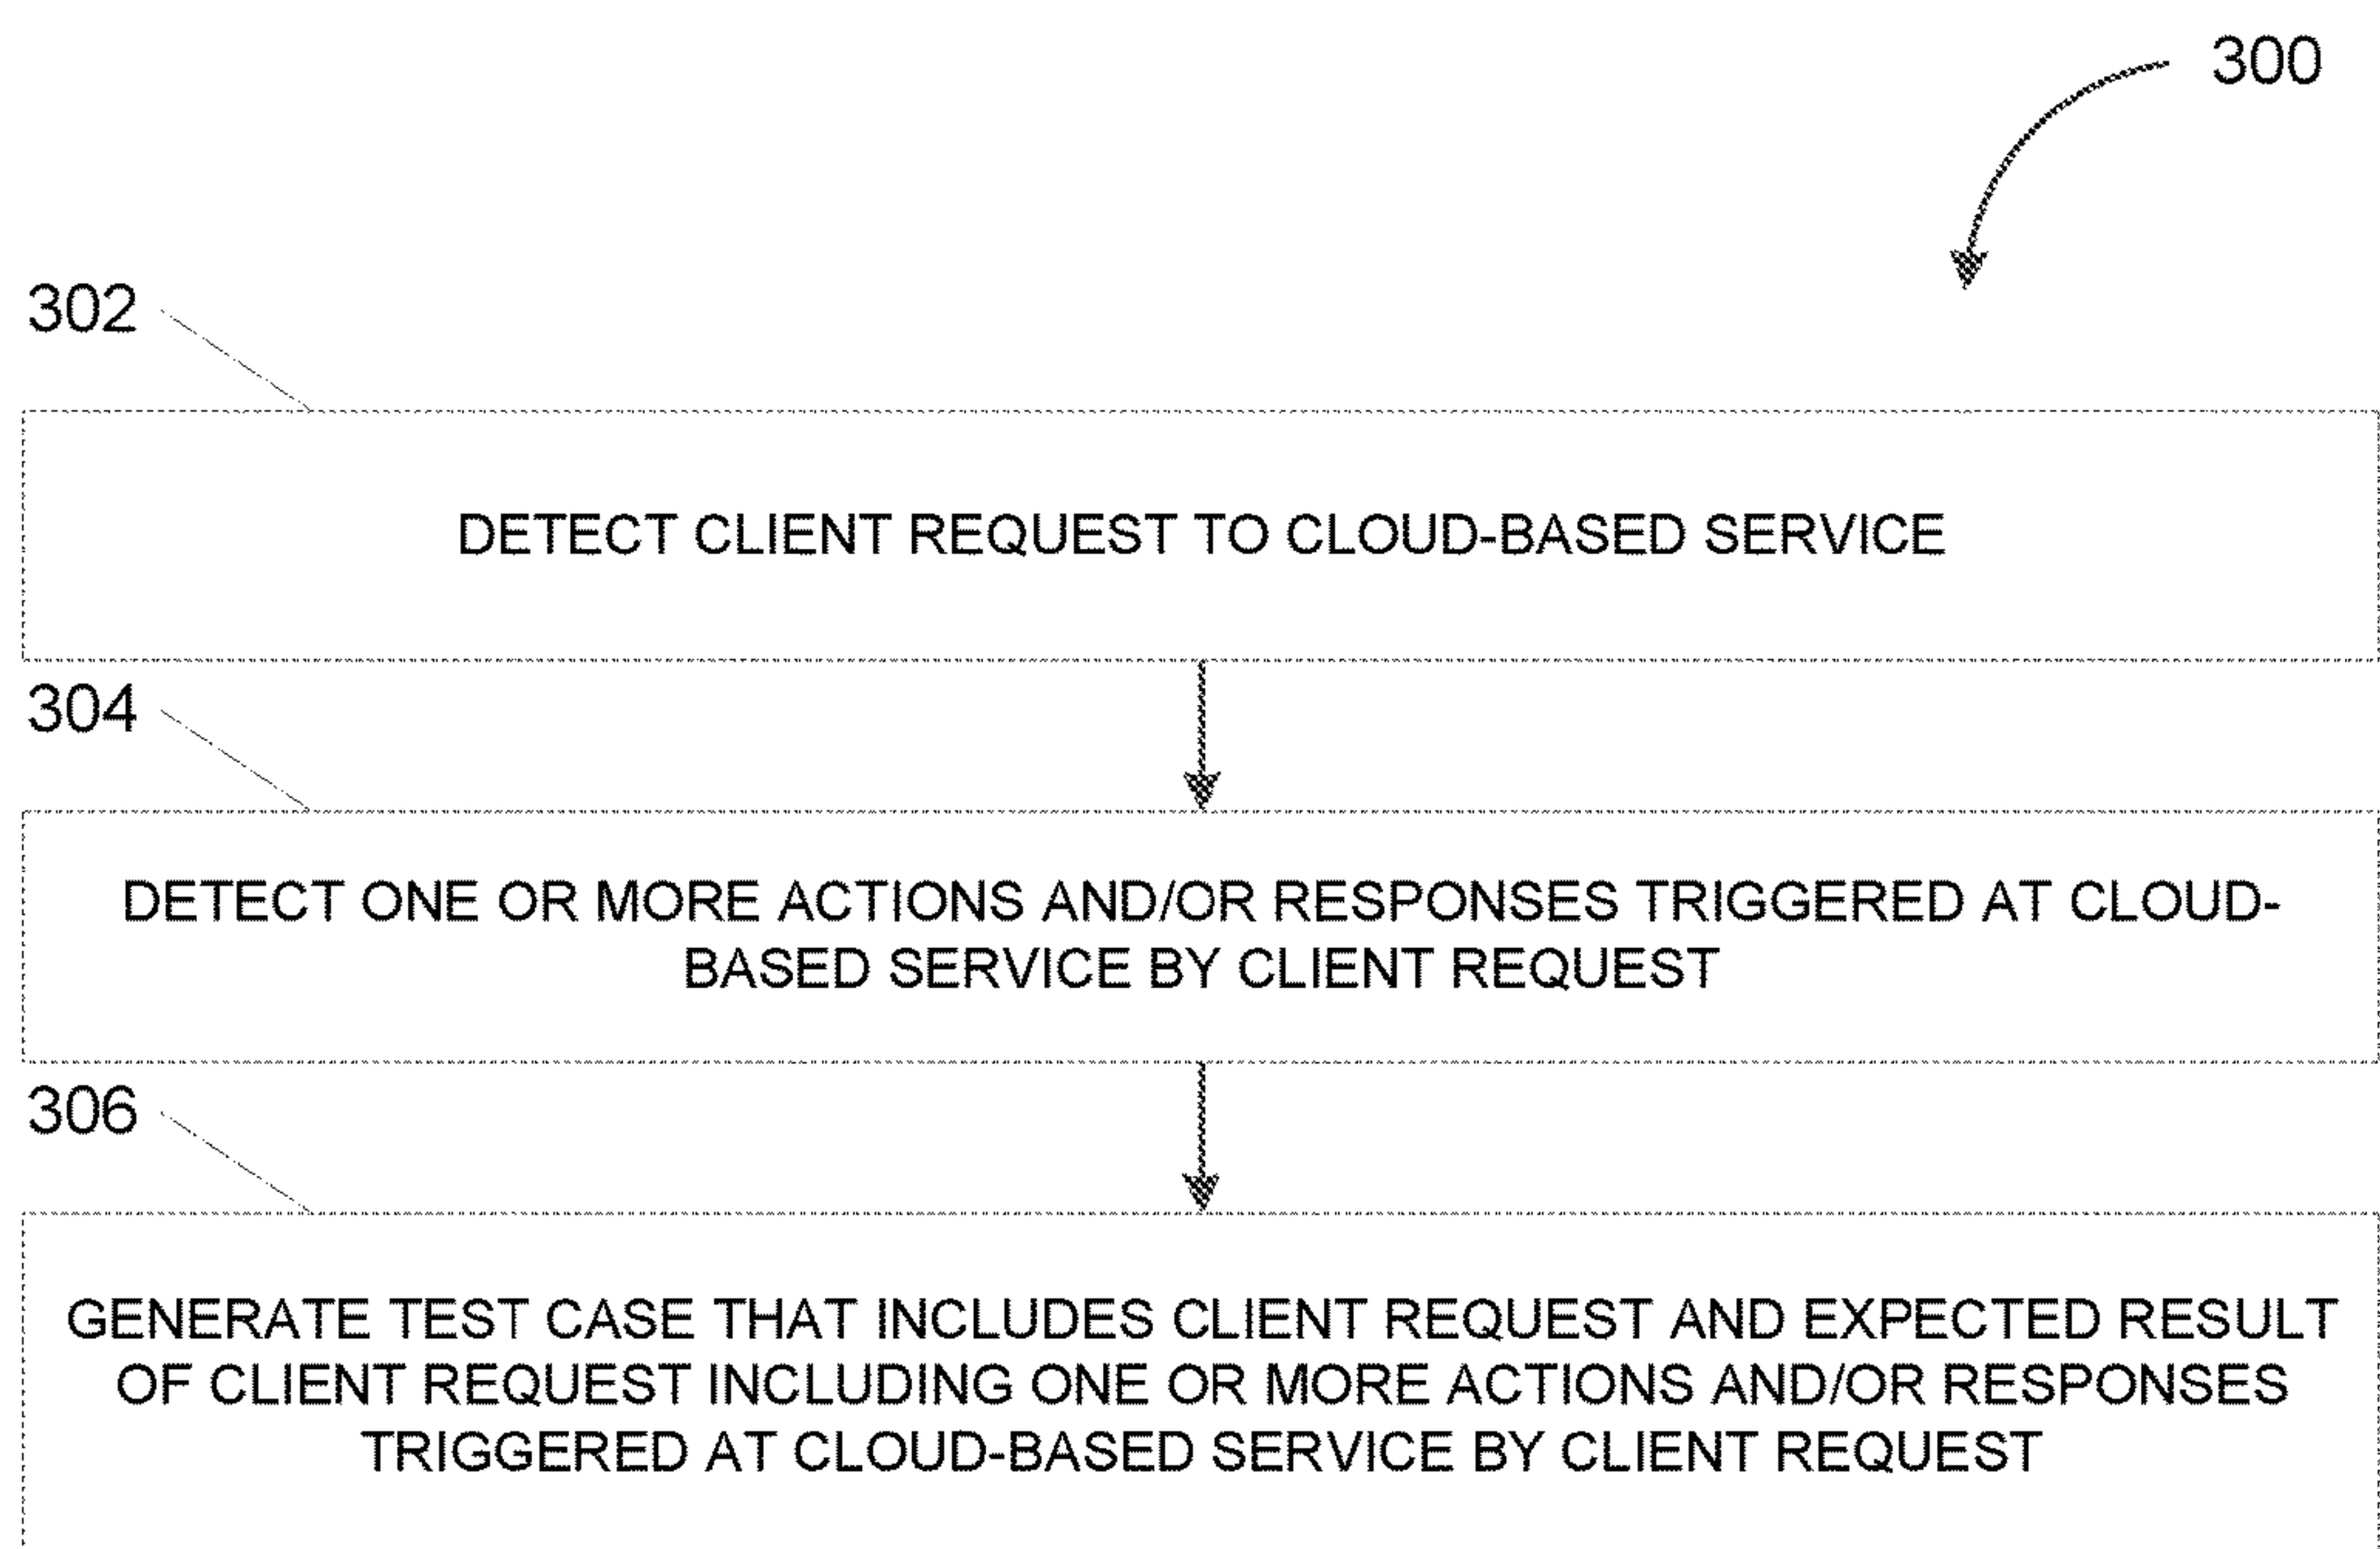 300
302
DETECT CLIENT REQUEST TO CLOUD-BASED SERVICE
304
DETECT ONE OR MORE ACTIONS AND/OR RESPONSES TRIGGERED AT CLOUD-
BASED SERVICE BY CLIENT REQUEST
306
GENERATE TEST CASE THAT INCLUDES CLIENT REQUEST AND EXPECTED RESULT
OF CLIENT REQUEST INCLUDING ONE OR MORE ACTIONS AND/OR RESPONSES
TRIGGERED AT CLOUD-BASED SERVICE BY CLIENT REQUEST